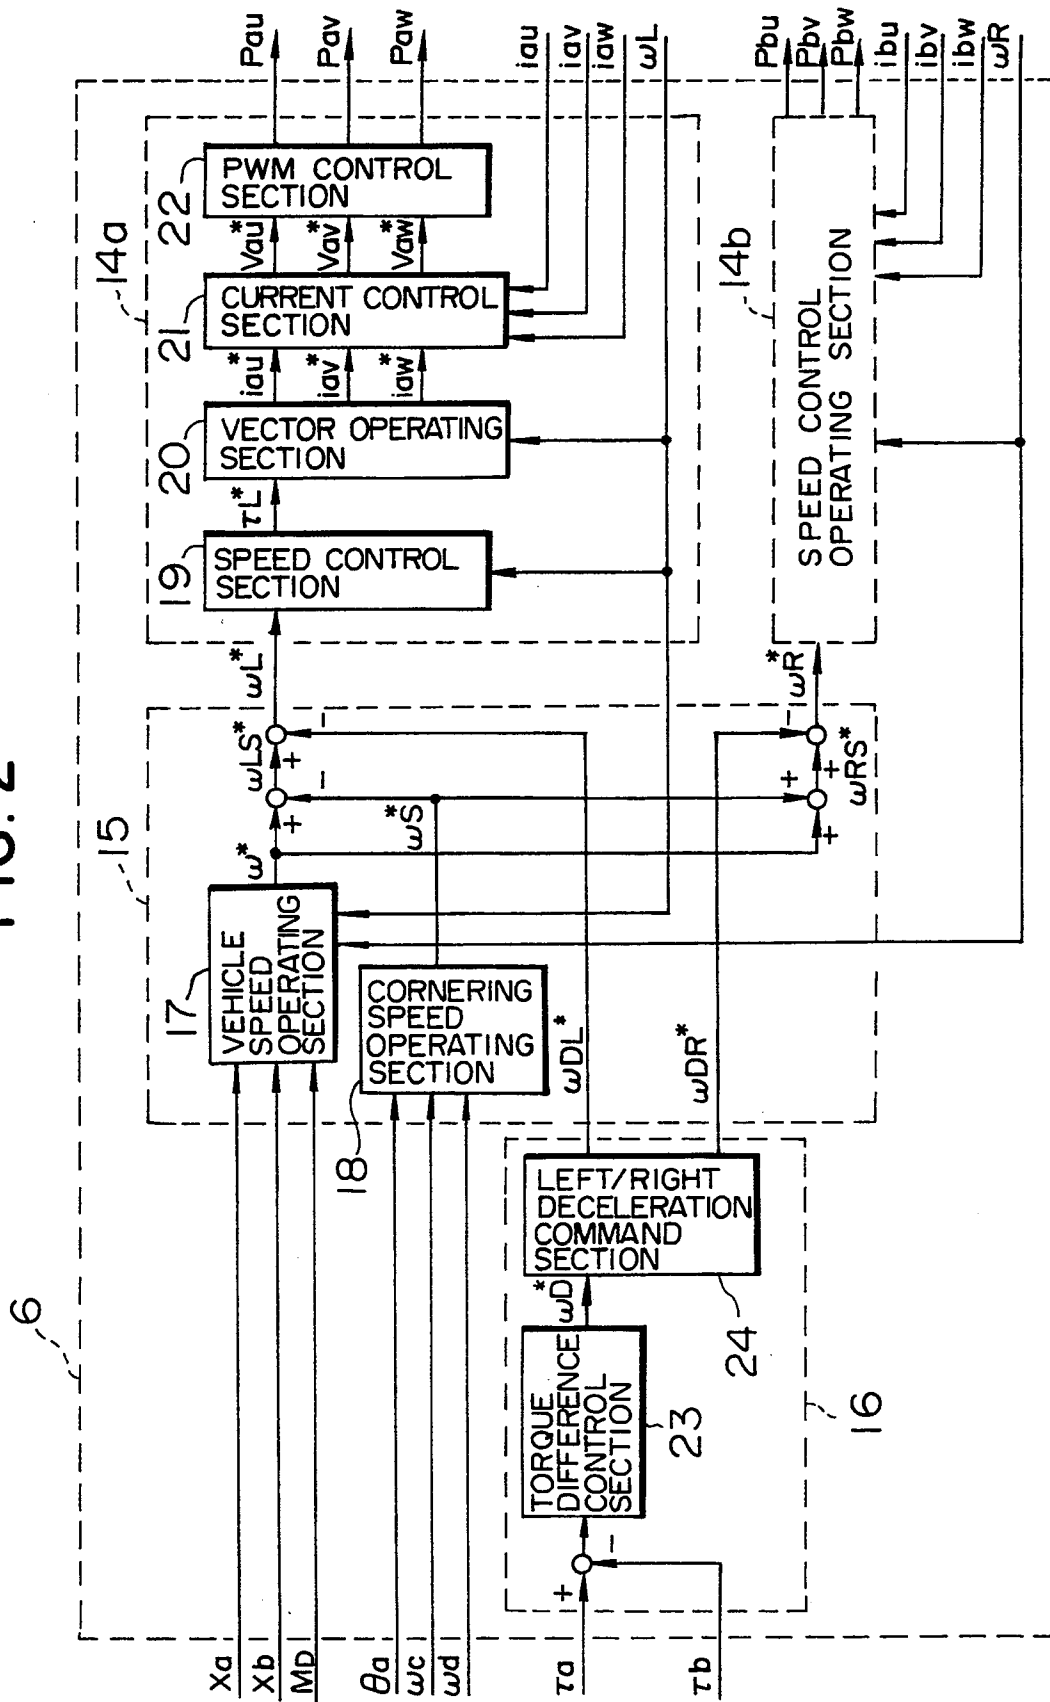 FIG. 2
6
15
14a
Xa
Xb
MD
θa
ωc
ωd
τa
τb
17
VEHICLE
SPEED
OPERATING
SECTION
18
CORNERING
SPEED
OPERATING
SECTION
ω*
ωS*
+
-
ωLS*
+
-
ωL*
19
SPEED CONTROL
SECTION
τL*
20
VECTOR OPERATING
SECTION
iau*
iav*
iaw*
21
CURRENT CONTROL
SECTION
Vau*
Vav*
Vaw*
22
PWM CONTROL
SECTION
Pau
Pav
Paw
iau
iav
iaw
ωL
+
-
23
TORQUE
DIFFERENCE
CONTROL
SECTION
ωD*
24
LEFT/RIGHT
DECELERATION
COMMAND
SECTION
16
ωDL*
ωDR*
+
+
ωRS*
+
-
ωR*
14b
SPEED CONTROL
OPERATING SECTION
Pbu
Pbv
Pbw
ibu
ibv
ibw
ωR